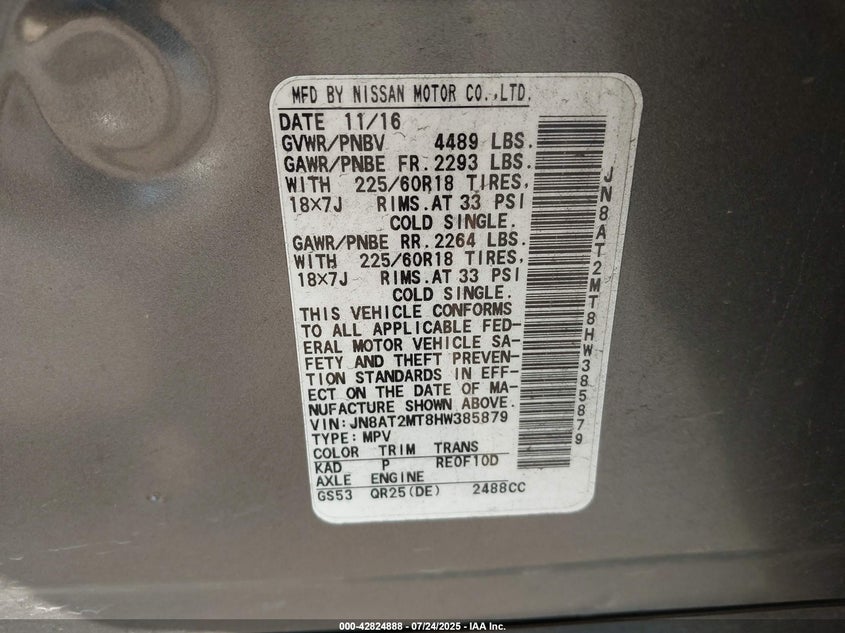 MFD BY NISSAN MOTOR CO.,LTD.
DATE 11/16
GVWR/PNBV 4489 LBS.
GAWR/PNBE FR. 2293 LBS.
WITH 225/60R18 TIRES,
18×7J RIMS.AT 33 PSI
COLD SINGLE.
GAWR/PNBE RR. 2264 LBS.
WITH 225/60R18 TIRES,
18×7J RIMS.AT 33 PSI
COLD SINGLE.
THIS VEHICLE CONFORMS
TO ALL APPLICABLE FED-
ERAL MOTOR VEHICLE SA-
FETY AND THEFT PREVEN-
TION STANDARDS IN EFF-
ECT ON THE DATE OF MA-
NUFACTURE SHOWN ABOVE.
VIN:JN8AT2MT8HW385879
TYPE:MPV
COLOR TRIM TRANS
KAD P RE0F10D
AXLE ENGINE
GS53 QR25(DE) 2488CC
JN8AT2MT8HW385879
000-42824888 - 07/24/2025 - IAA Inc.